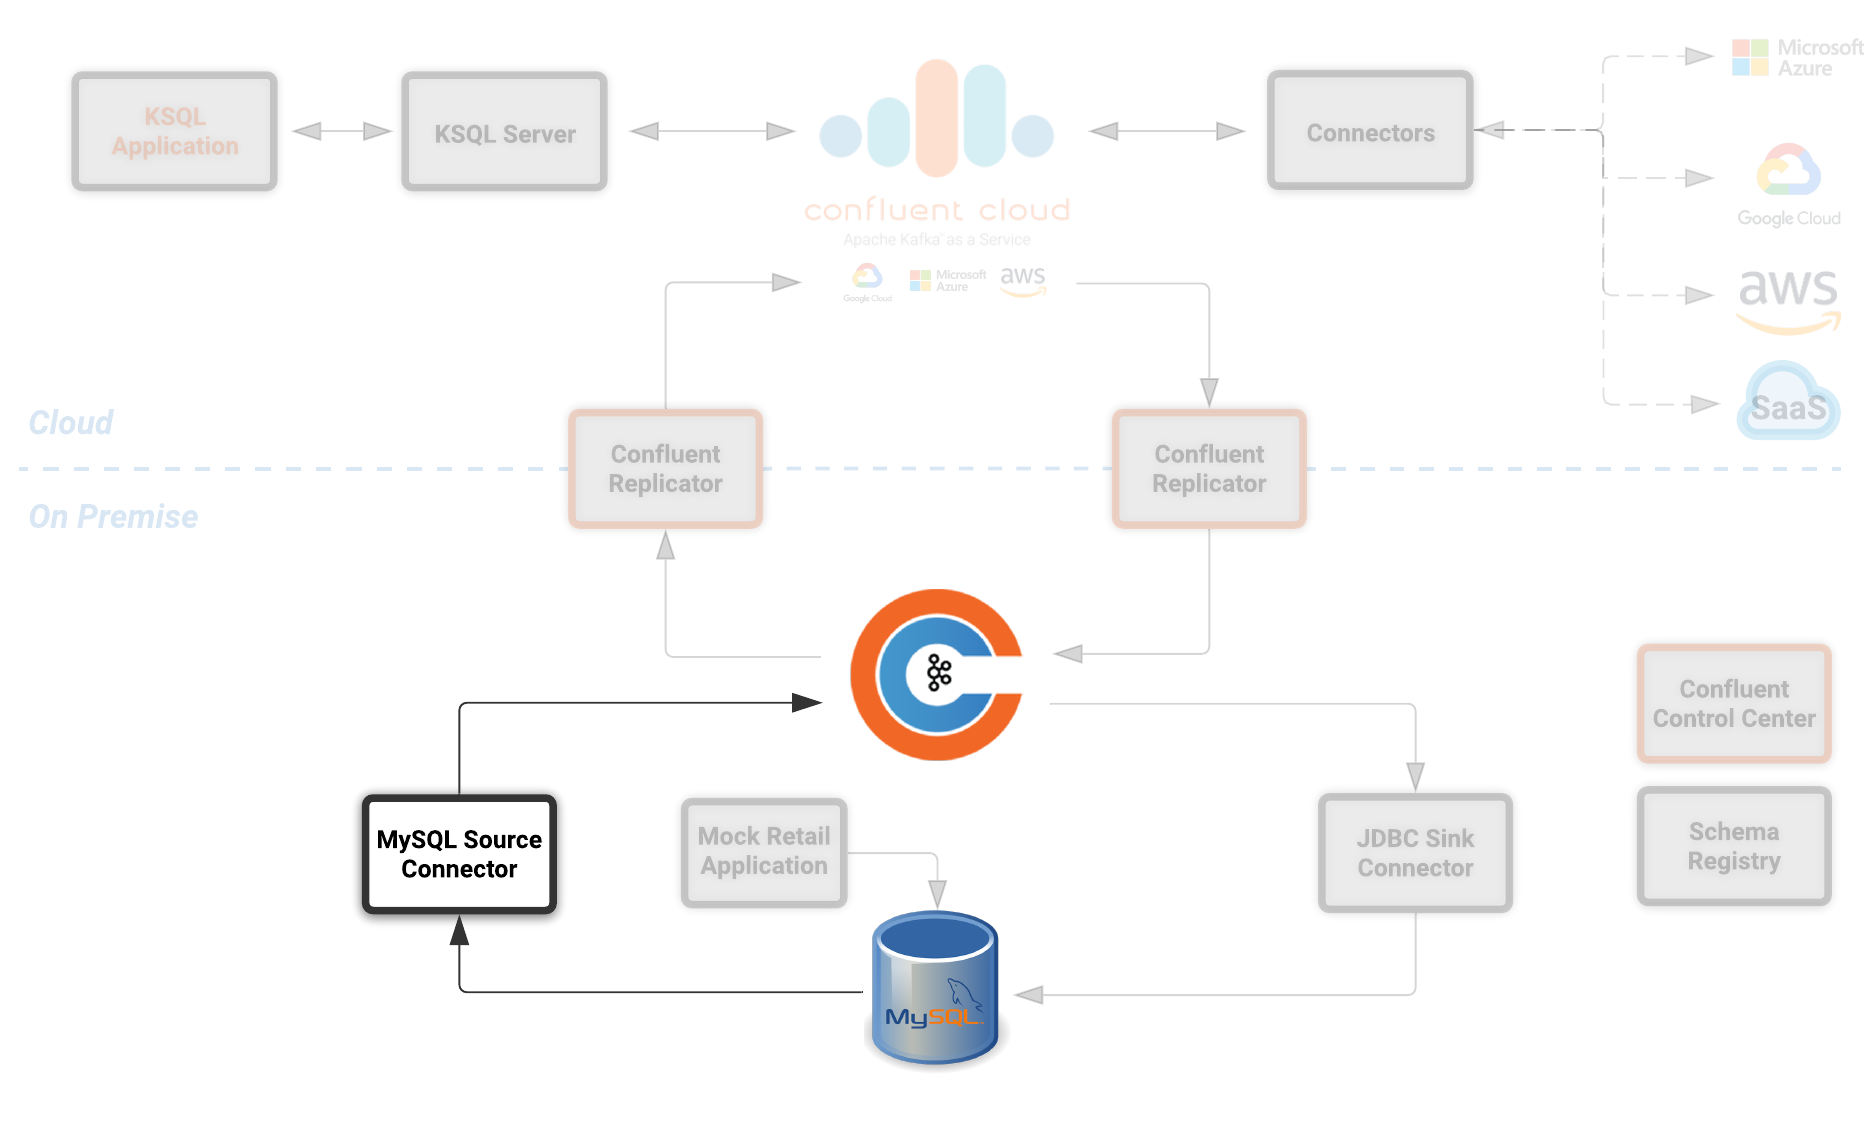 KSQL
Application
KSQL Server
confluent cloud
Apache Kafka™ as a Service
Google Cloud
Microsoft
Azure
aws
Connectors
Microsoft
Azure
Google Cloud
aws
SaaS
Cloud
Confluent
Replicator
Confluent
Replicator
On Premise
Confluent
Control Center
MySQL Source
Connector
Mock Retail
Application
JDBC Sink
Connector
Schema
Registry
MySQL